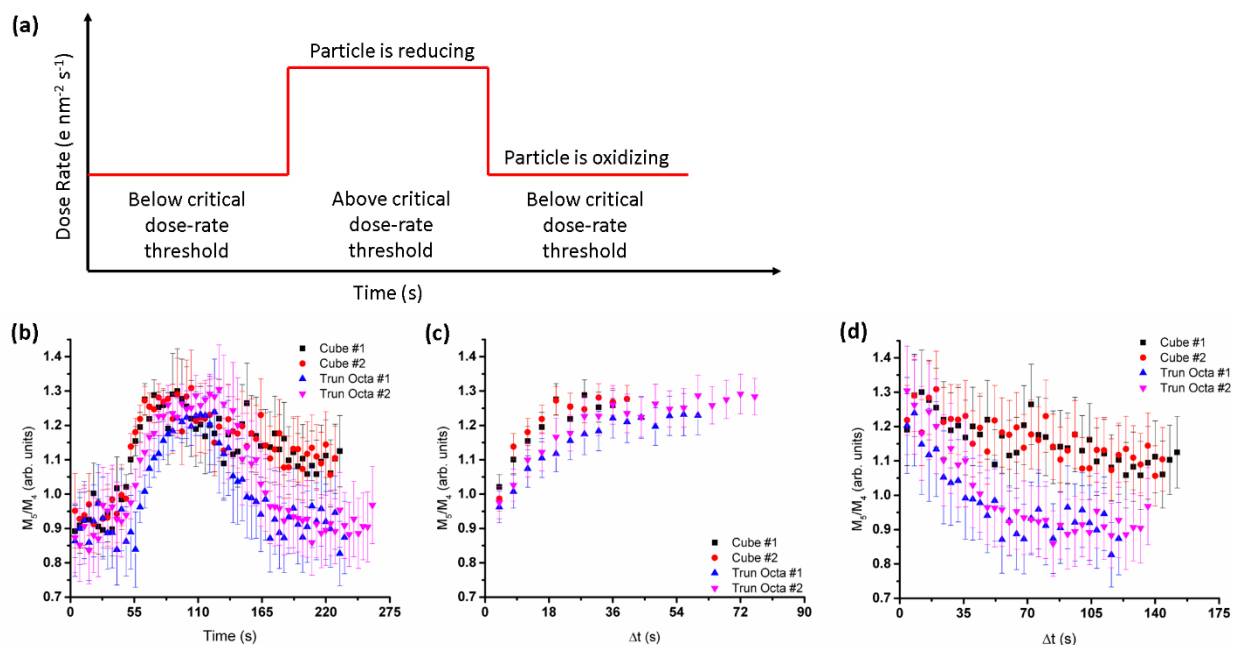 (a)
Dose Rate (e nm⁻² s⁻¹)
Particle is reducing
Particle is oxidizing
Below critical
dose-rate
threshold
Above critical
dose-rate
threshold
Below critical
dose-rate
threshold
Time (s)
(b)
M₅/M₄ (arb. units)
1.4
1.3
1.2
1.1
1.0
0.9
0.8
0.7
Cube #1
Cube #2
Trun Octa #1
Trun Octa #2
0 55 110 165 220 275
Time (s)
(c)
M₅/M₄ (arb. units)
1.4
1.3
1.2
1.1
1.0
0.9
0.8
0.7
Cube #1
Cube #2
Trun Octa #1
Trun Octa #2
0 18 36 54 72 90
Δt (s)
(d)
M₅/M₄ (arb. units)
1.4
1.3
1.2
1.1
1.0
0.9
0.8
0.7
Cube #1
Cube #2
Trun Octa #1
Trun Octa #2
0 35 70 105 140 175
Δt (s)